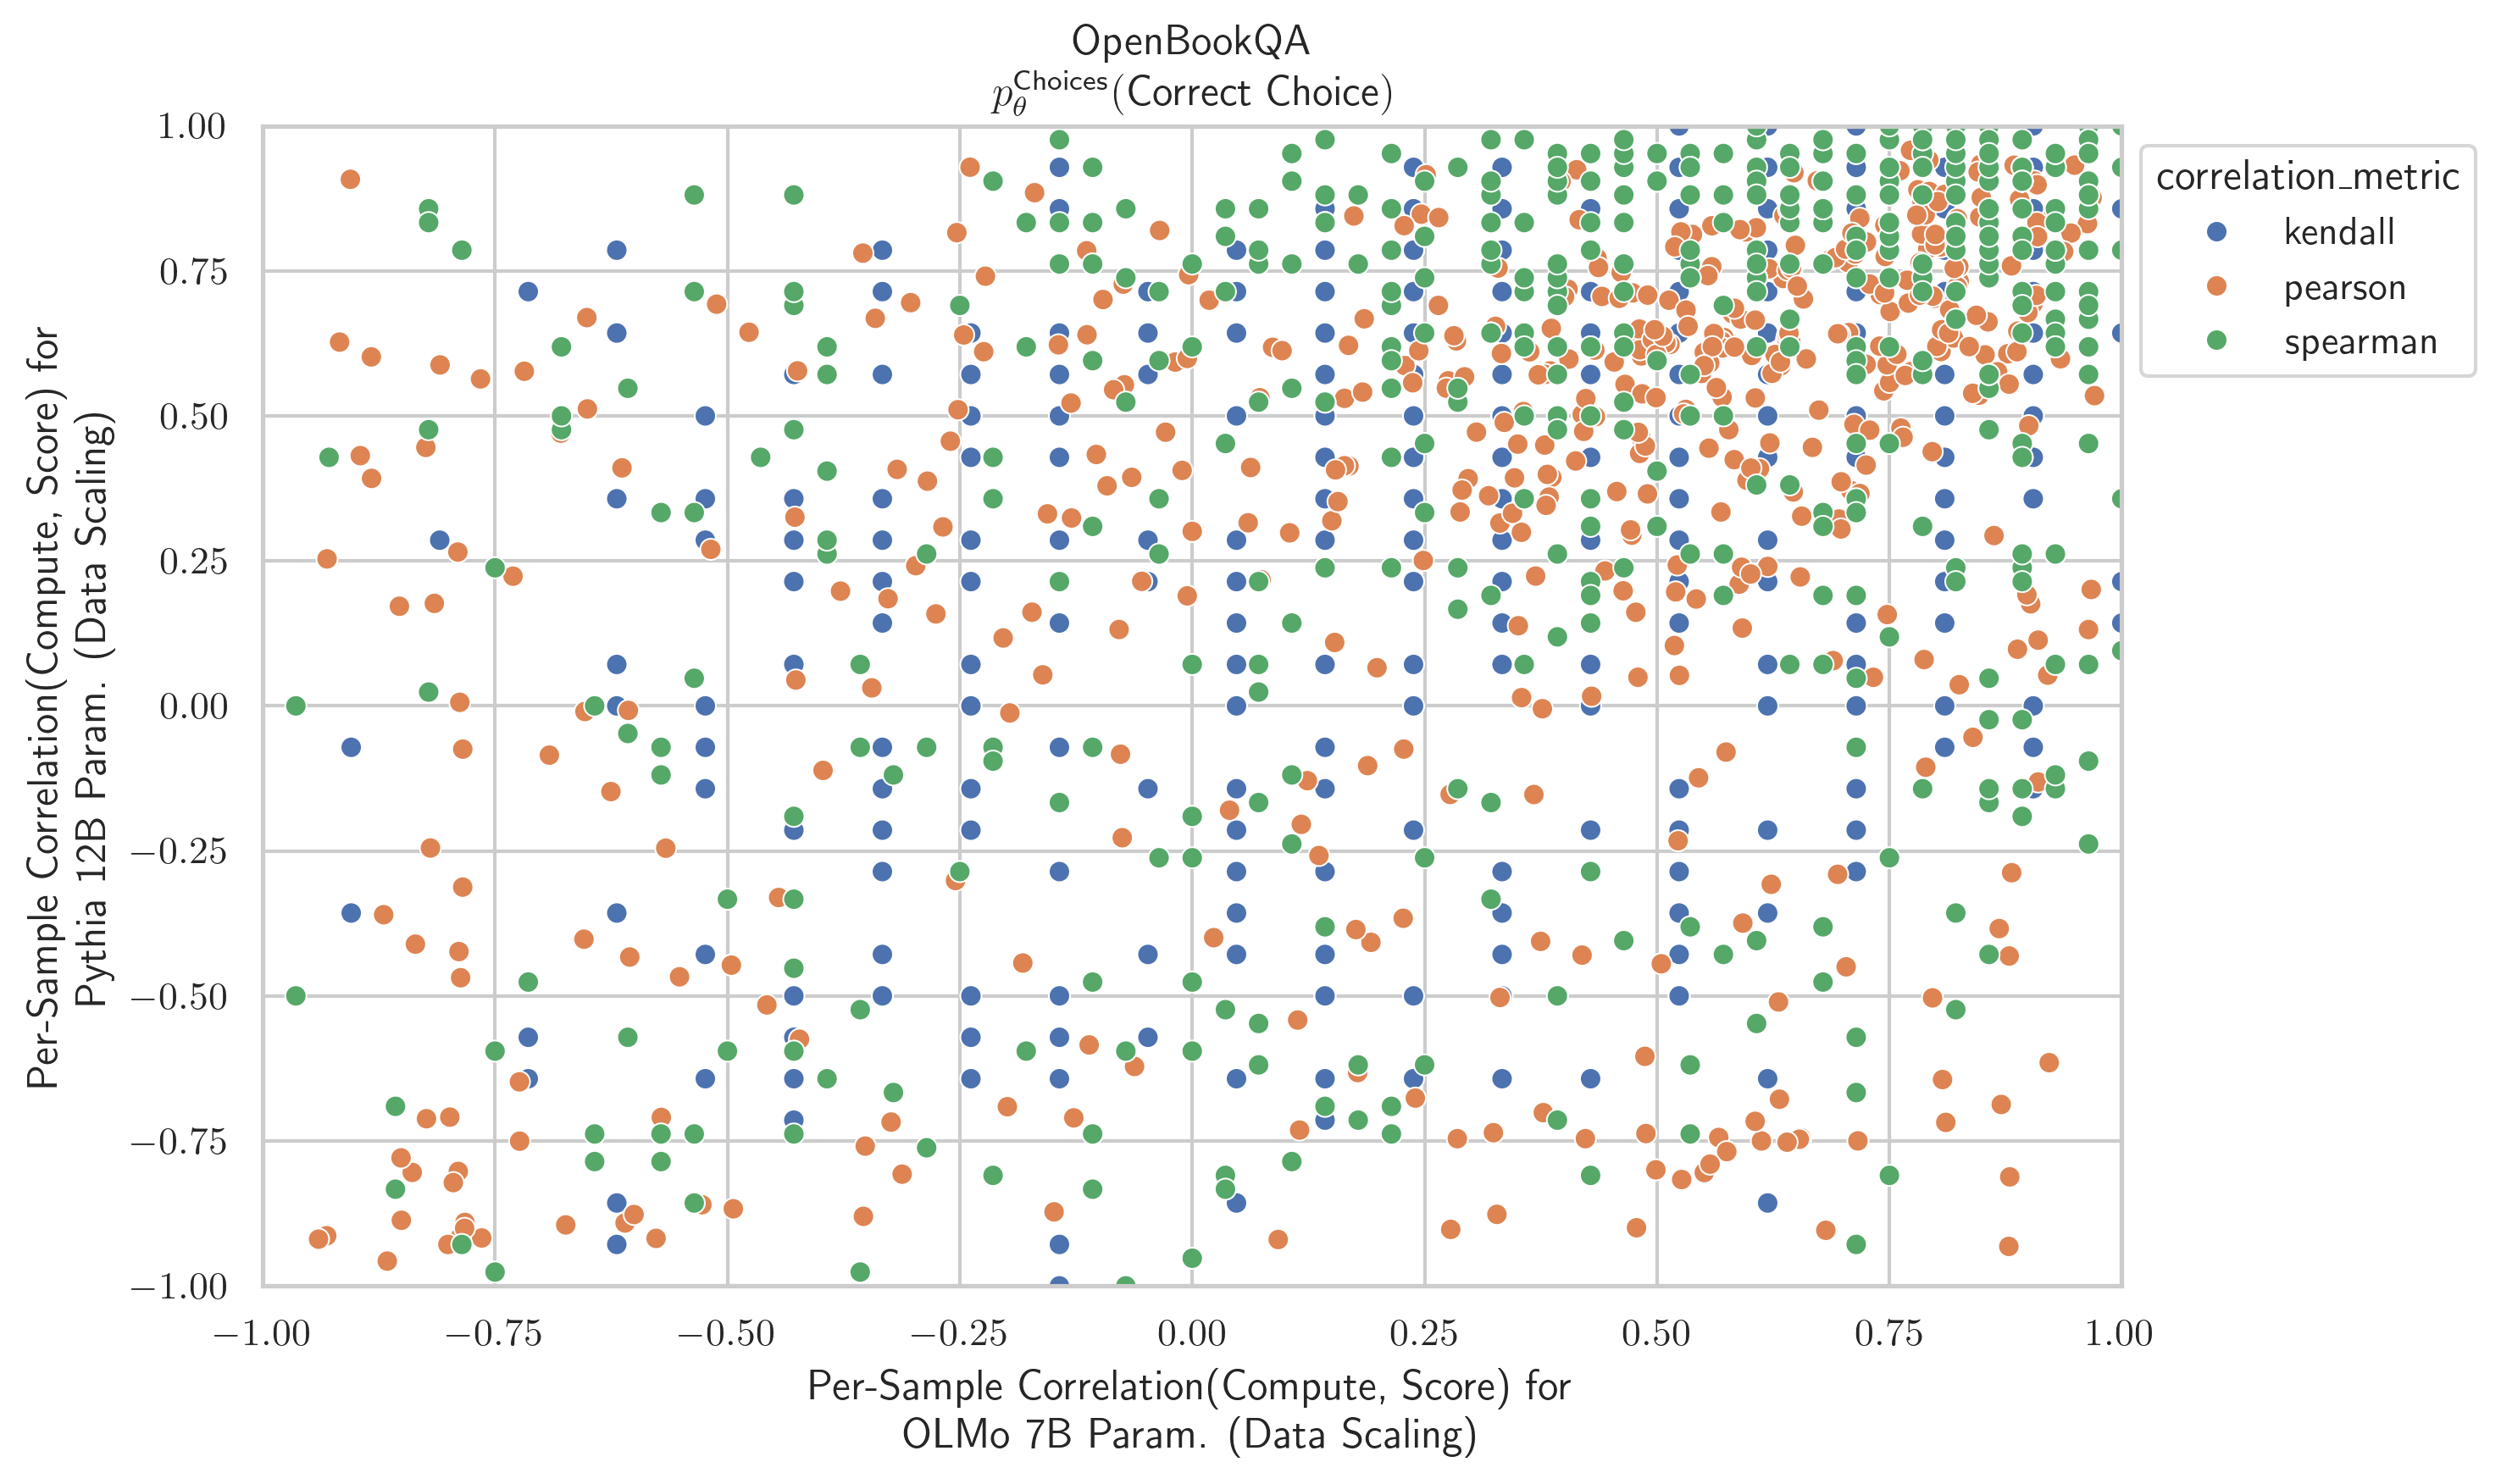 OpenBookQA
p_θ^Choices(Correct Choice)
1.00
0.75
0.50
0.25
0.00
−0.25
−0.50
−0.75
−1.00
Per-Sample Correlation(Compute, Score) for
Pythia 12B Param. (Data Scaling)
−1.00 −0.75 −0.50 −0.25 0.00 0.25 0.50 0.75 1.00
Per-Sample Correlation(Compute, Score) for
OLMo 7B Param. (Data Scaling)
correlation_metric
kendall
pearson
spearman